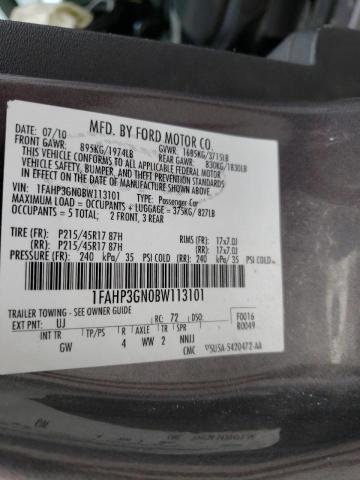 MFD. BY FORD MOTOR CO.
07/10
FRONT GAWR: 895KG/1974LB
GVWR: 1685KG/3715LB
REAR GAWR: 830KG/1830LB
THIS VEHICLE CONFORMS TO ALL APPLICABLE FEDERAL MOTOR VEHICLE
SAFETY, BUMPER, AND THEFT PREVENTION STANDARDS IN EFFECT ON THE
DATE OF MANUFACTURE SHOWN ABOVE.
VIN: 1FAHP3GN0BW113101 TYPE: Passenger Car
MAXIMUM LOAD = OCCUPANTS + LUGGAGE = 375KG/827LB
OCCUPANTS = 5 TOTAL; 2 FRONT, 3 REAR
TIRE (FR): P215/45R17 87H RIMS (FR): 17x7.0J
(RR): P215/45R17 87H (RR): 17x7.0J
PRESSURE (FR): 240 kPa/ 35 PSI COLD (RR): 240 kPa/ 35 PSI COLD
1FAHP3GN0BW113101
TRAILER TOWING - SEE OWNER GUIDE
EXT PNT: UJ RC: 72 DSO: F0016
R0049
INT TR TP/PS R AXLE TR SPR
GW 4 WW 2 NNJJ
CMC
5U5A-5420472-AA